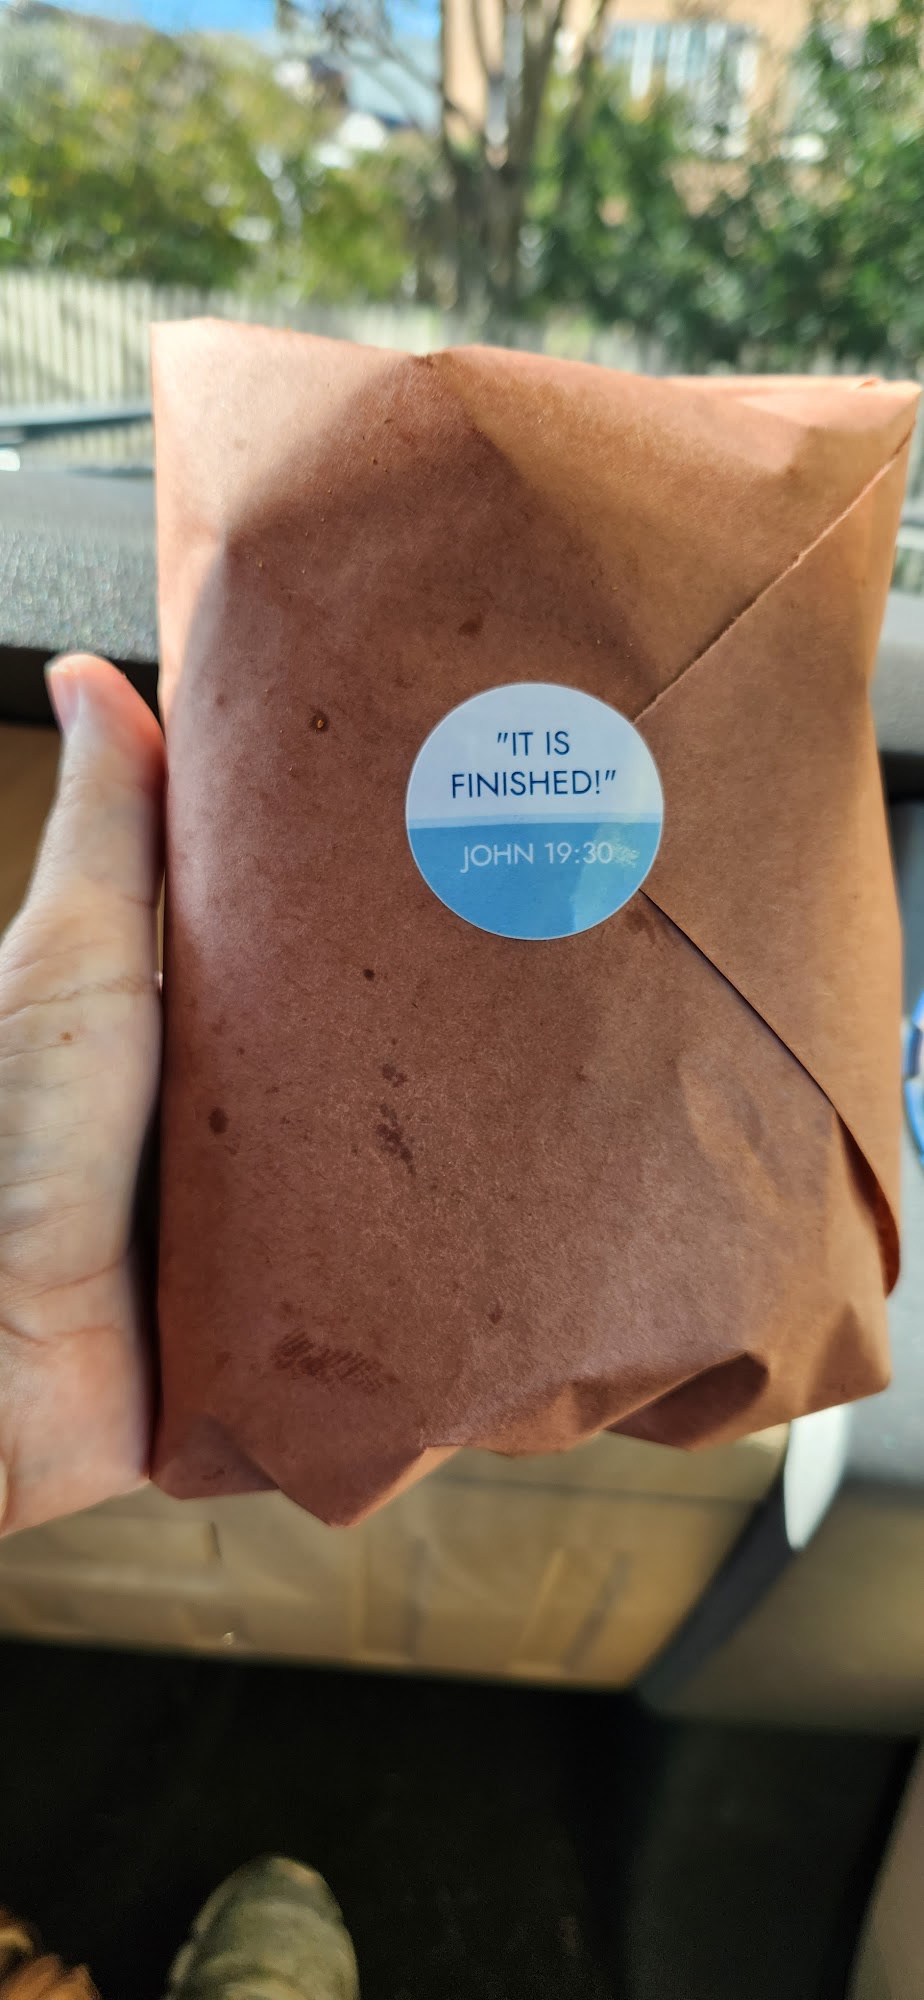 "IT IS
FINISHED!"
JOHN 19:30